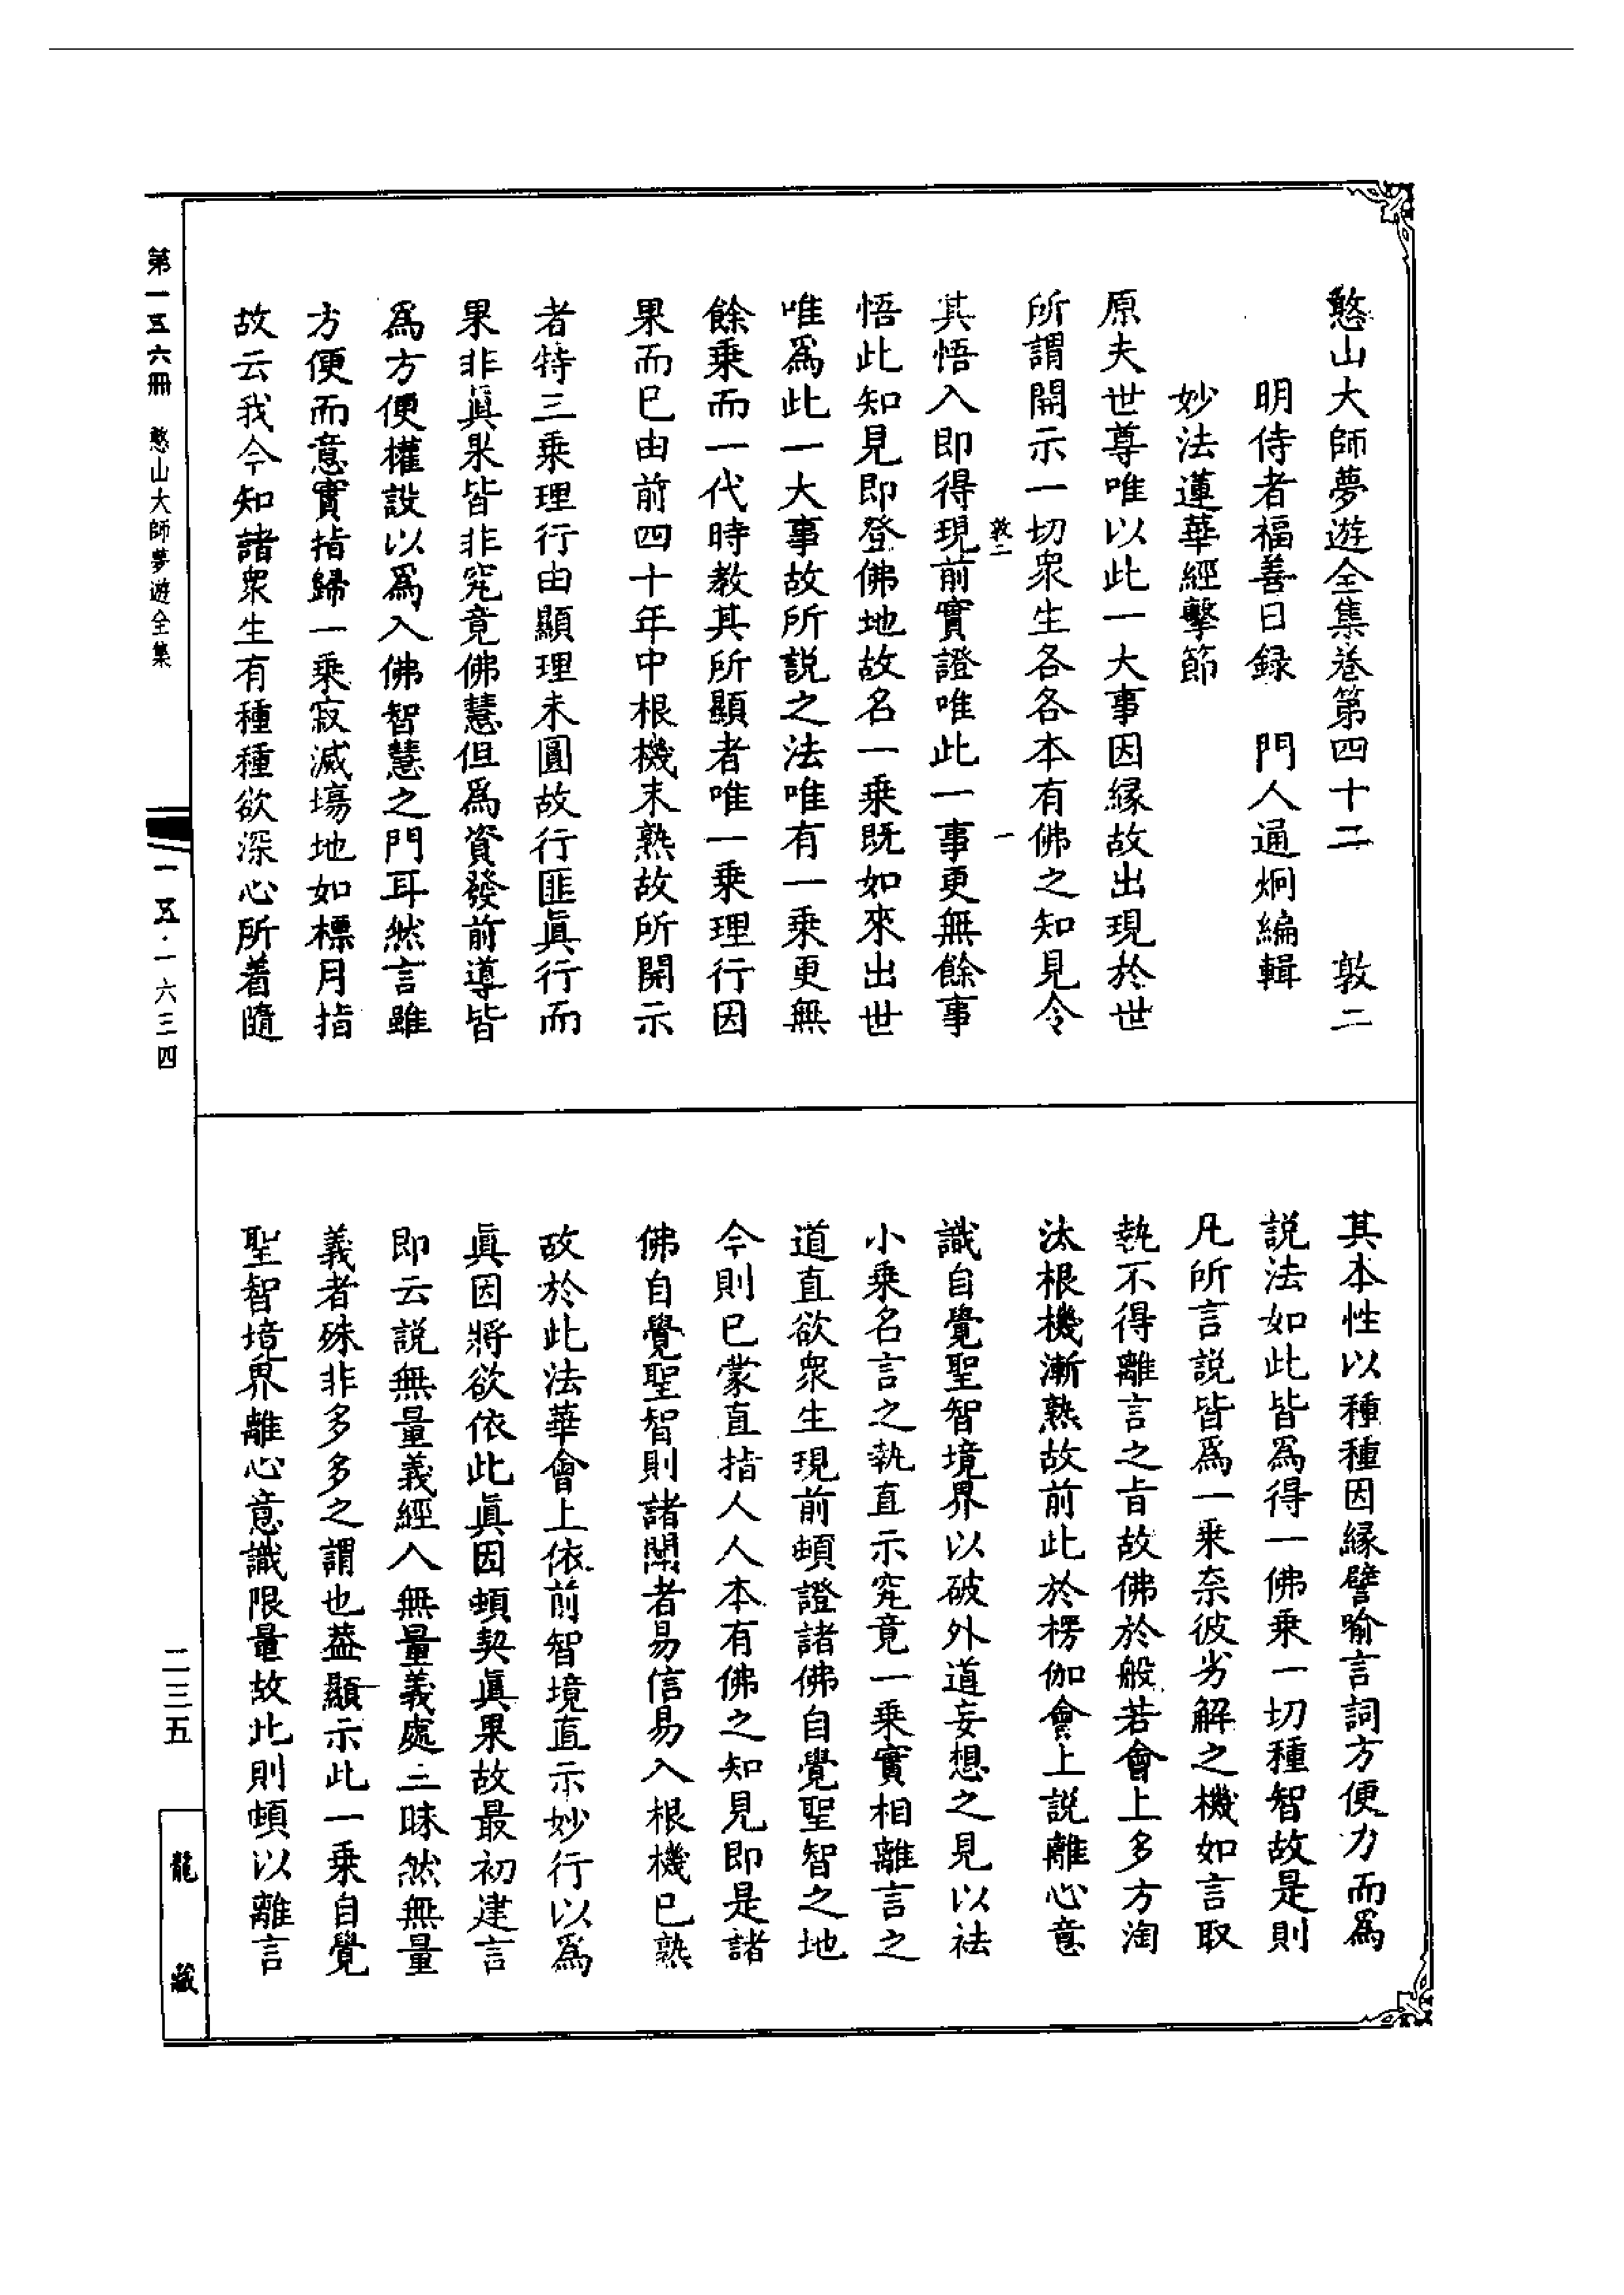 憨山大師夢遊全集卷第四十二　敦二
明侍者福善日録　門人通炯編輯
妙法蓮華經擊節
原夫世尊唯以此一大事因縁故出現於世
所謂開示一切衆生各各本有佛之知見令
敦二　一
其悟入即得現前實證唯此一事更無餘事
悟此知見即登佛地故名一乗既如來出世
唯爲此一大事故所説之法唯有一乗更無
餘乗而一代時教其所顯者唯一乗理行因
果而已由前四十年中根機未熟故所開示
者特三乗理行由顯理未圓故行匪眞行而
果非眞果皆非究竟佛慧但爲資發前導皆
爲方便權設以爲入佛智慧之門耳然言雖
方便而意實指歸一乗寂滅塲地如標月指
故云我今知諸衆生有種種欲深心所着隨
其本性以種種因縁譬喻言詞方便力而爲
説法如此皆爲得一佛乗一切種智故是則
凡所言説皆爲一乗奈彼劣解之機如言取
執不得離言之旨故佛於般若會上多方淘
汰根機漸熟故前此於楞伽會上説離心意
識自覺聖智境界以破外道妄想之見以祛
小乗名言之執直示究竟一乗實相離言之
道直欲衆生現前頓證諸佛自覺聖智之地
今則已蒙直指人人本有佛之知見即是諸
佛自覺聖智則諸聞者易信易入根機已熟
故於此法華會上依前智境直示妙行以爲
眞因將欲依此眞因頓契眞果故最初建言
即云説無量義經入無量義處三昧然無量
義者殊非多多之謂也葢顯示此一乗自覺
聖智境界離心意識限量故此則頓以離言
第一五六冊　憨山大師夢遊全集
一五·一六三四
二三五
龍藏